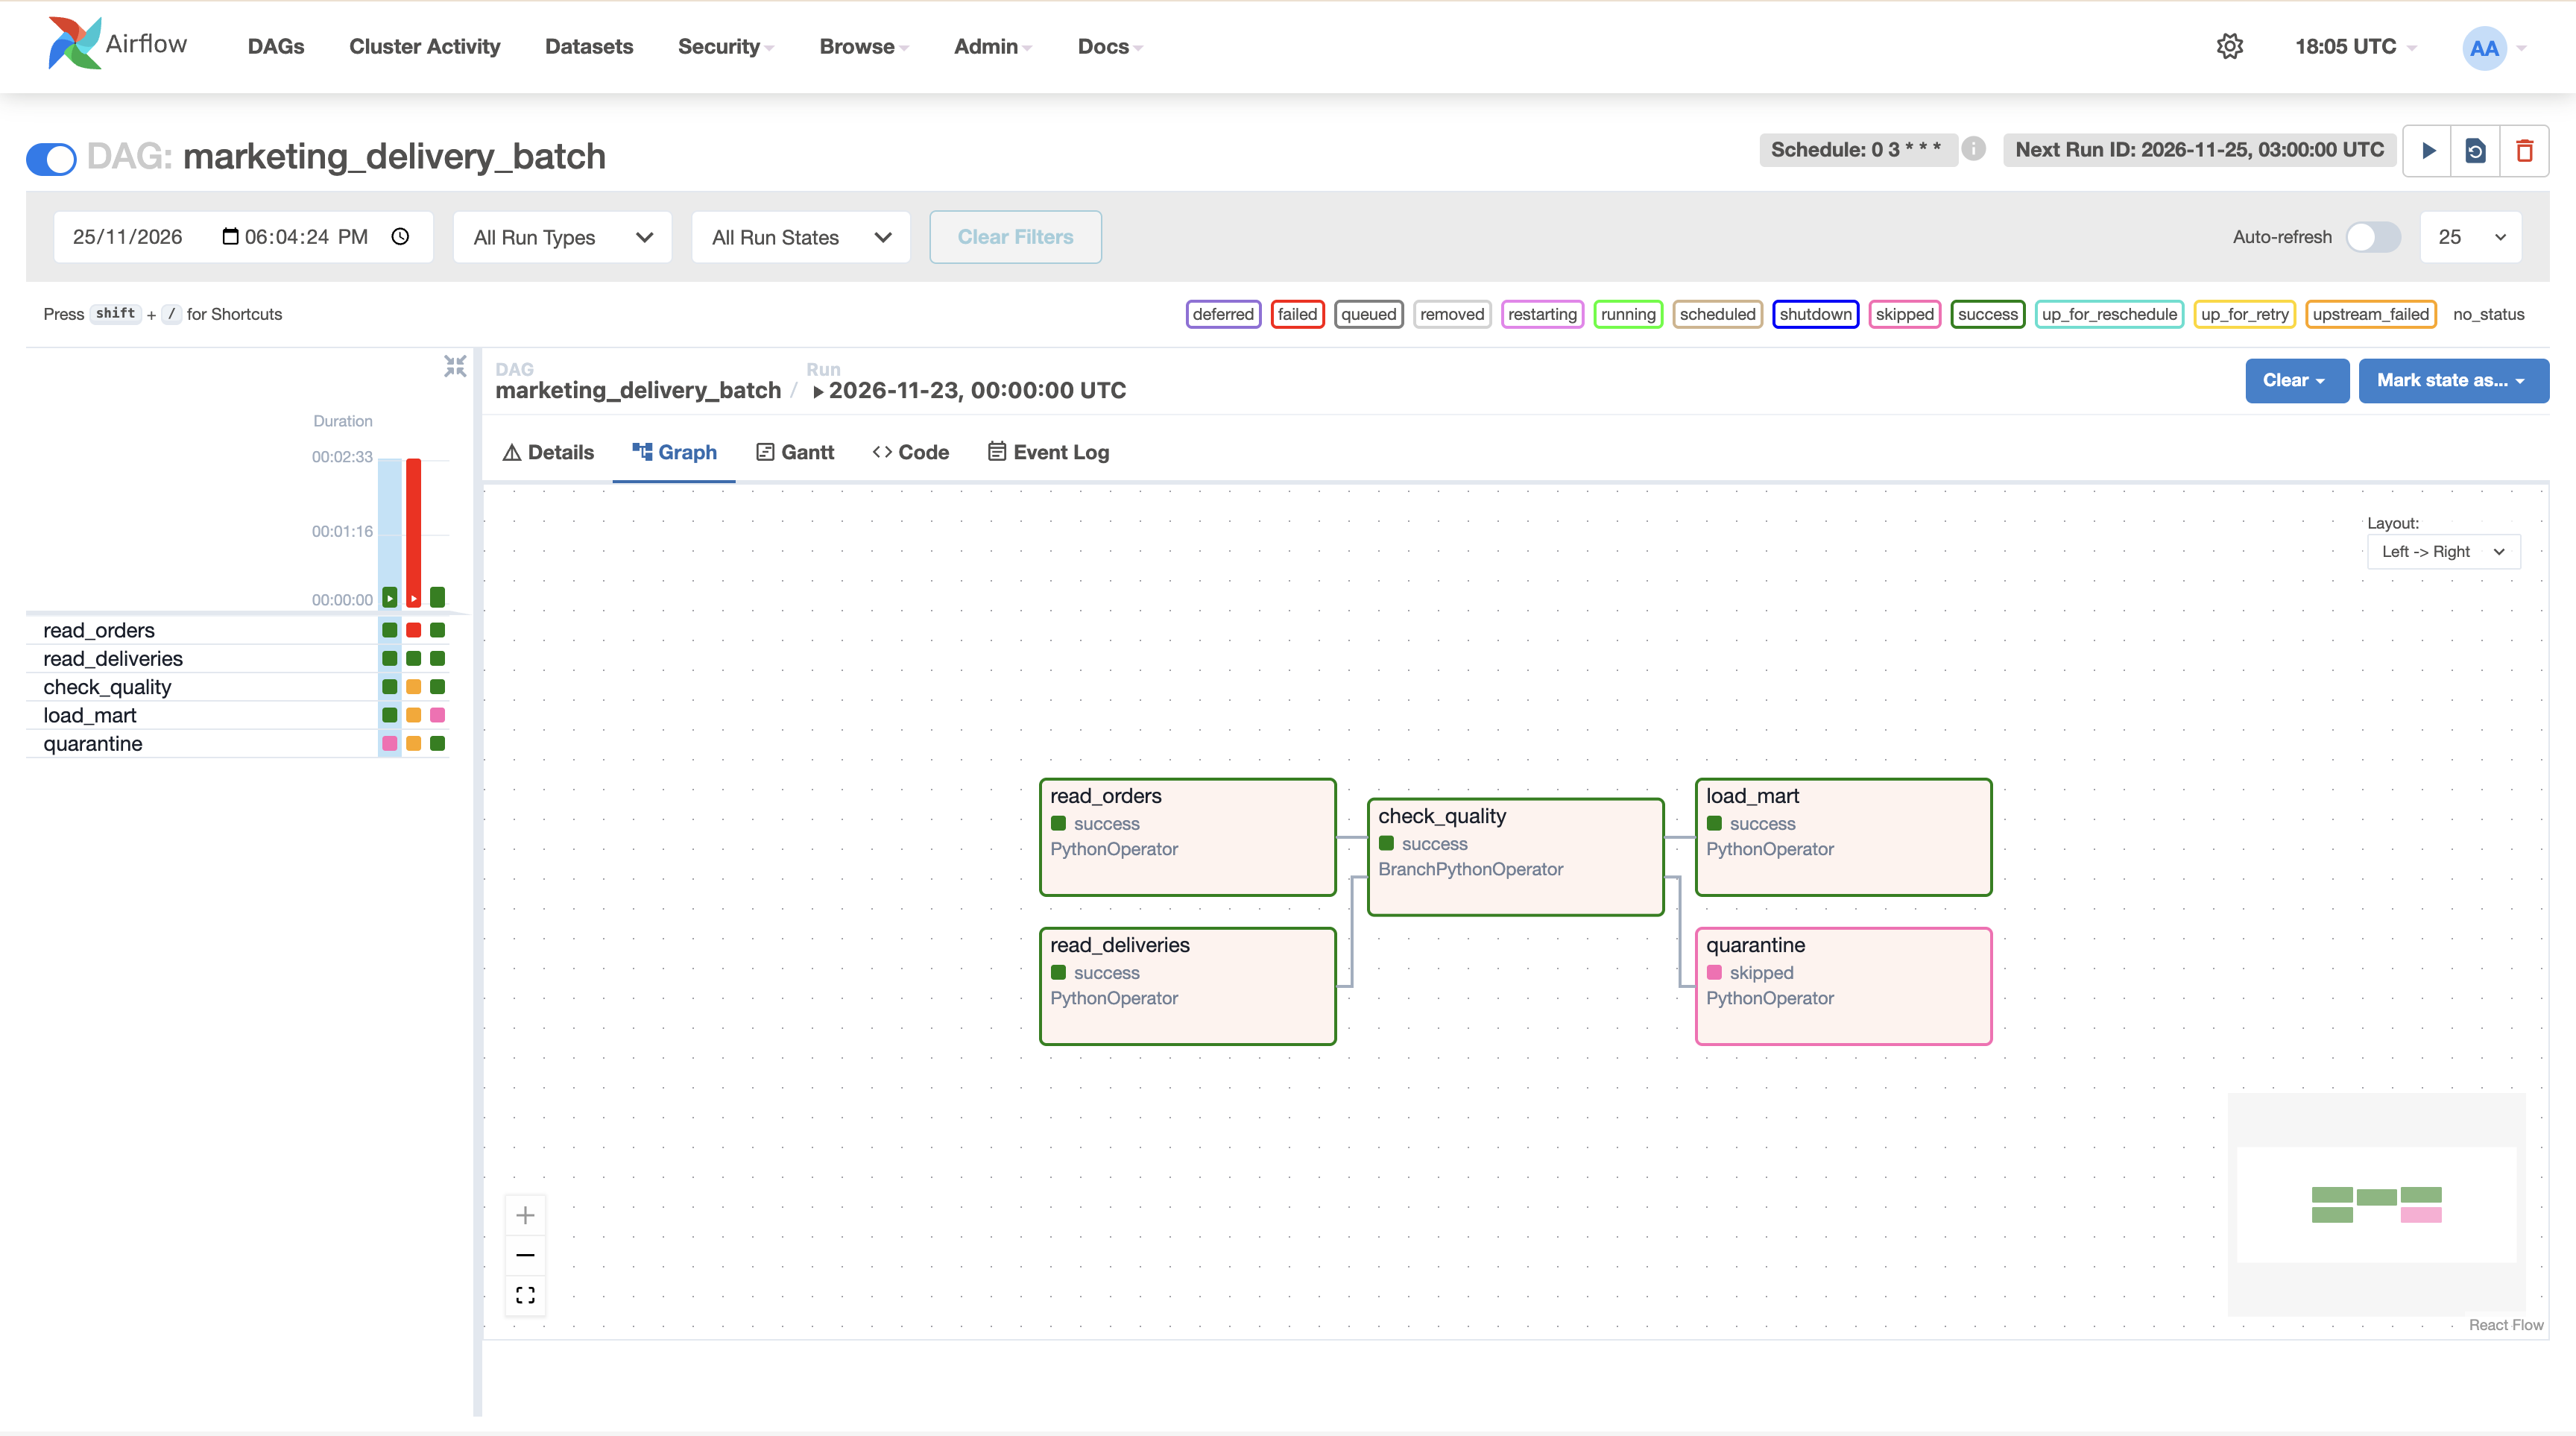 Airflow DAGs Cluster Activity Datasets Security Browse Admin Docs 18:05 UTC AA
DAG: marketing_delivery_batch Schedule: 0 3 * * * i Next Run ID: 2026-11-25, 03:00:00 UTC
25/11/2026 06:04:24 PM All Run Types All Run States Clear Filters Auto-refresh 25
Press shift + / for Shortcuts deferred failed queued removed restarting running scheduled shutdown skipped success up_for_reschedule up_for_retry upstream_failed no_status
DAG Run
marketing_delivery_batch / 2026-11-23, 00:00:00 UTC Clear Mark state as...
Duration
00:02:33
00:01:16
00:00:00
read_orders
read_deliveries
check_quality
load_mart
quarantine
Details Graph Gantt Code Event Log
Layout:
Left -> Right
read_orders
success
PythonOperator
read_deliveries
success
PythonOperator
check_quality
success
BranchPythonOperator
load_mart
success
PythonOperator
quarantine
skipped
PythonOperator
React Flow